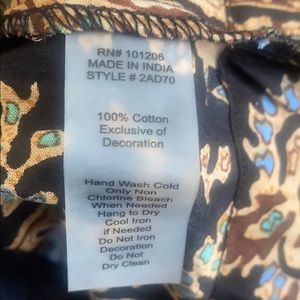 RN# 101206
MADE IN INDIA
STYLE # 2AD70
100% Cotton
Exclusive of
Decoration
Hand Wash Cold
Only Non
Chlorine Bleach
When Needed
Hang to Dry
Cool Iron
if Needed
Do Not Iron
Decoration
Do Not
Dry Clean